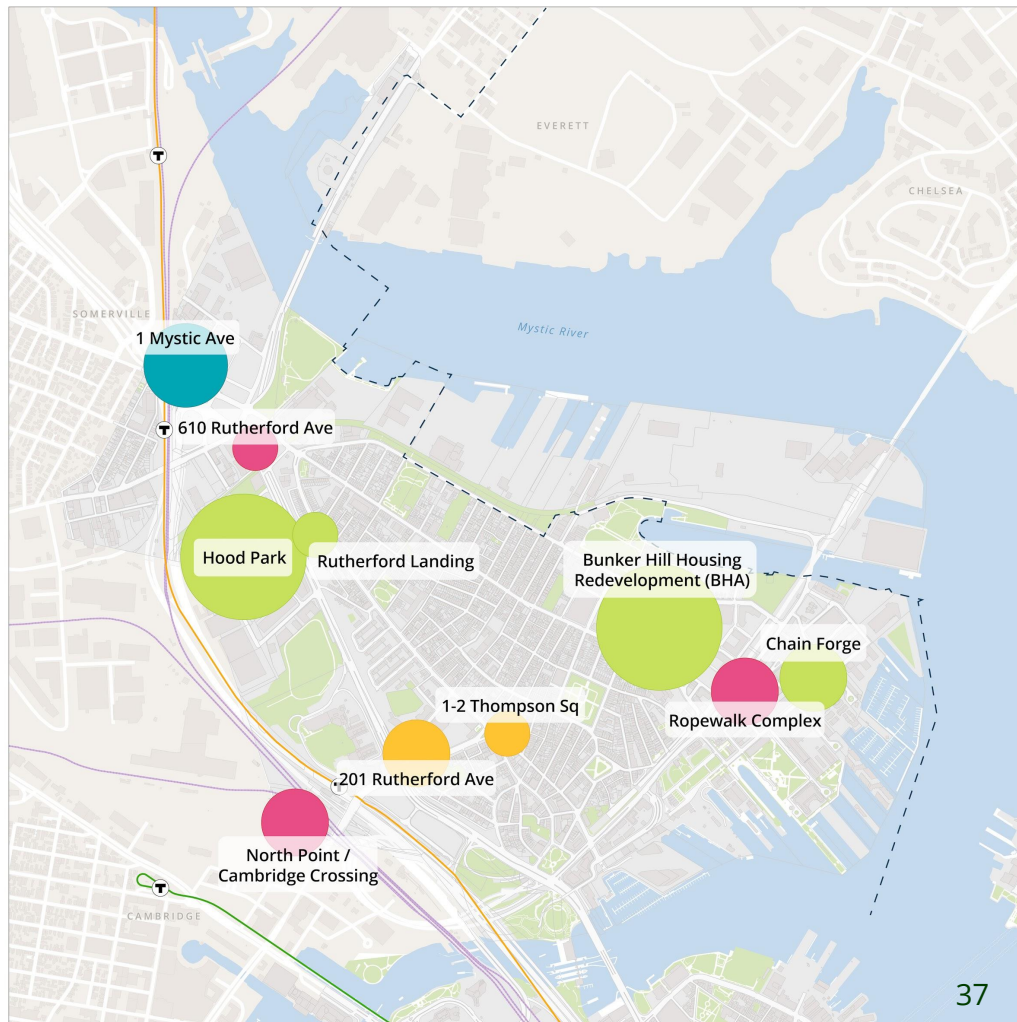 EVERETT
CHELSEA
T
SOMERVILLE
Mystic River
1 Mystic Ave
T
610 Rutherford Ave
Hood Park
Rutherford Landing
Bunker Hill Housing
Redevelopment (BHA)
Chain Forge
1-2 Thompson Sq
Ropewalk Complex
201 Rutherford Ave
North Point /
Cambridge Crossing
T
CAMBRIDGE
37